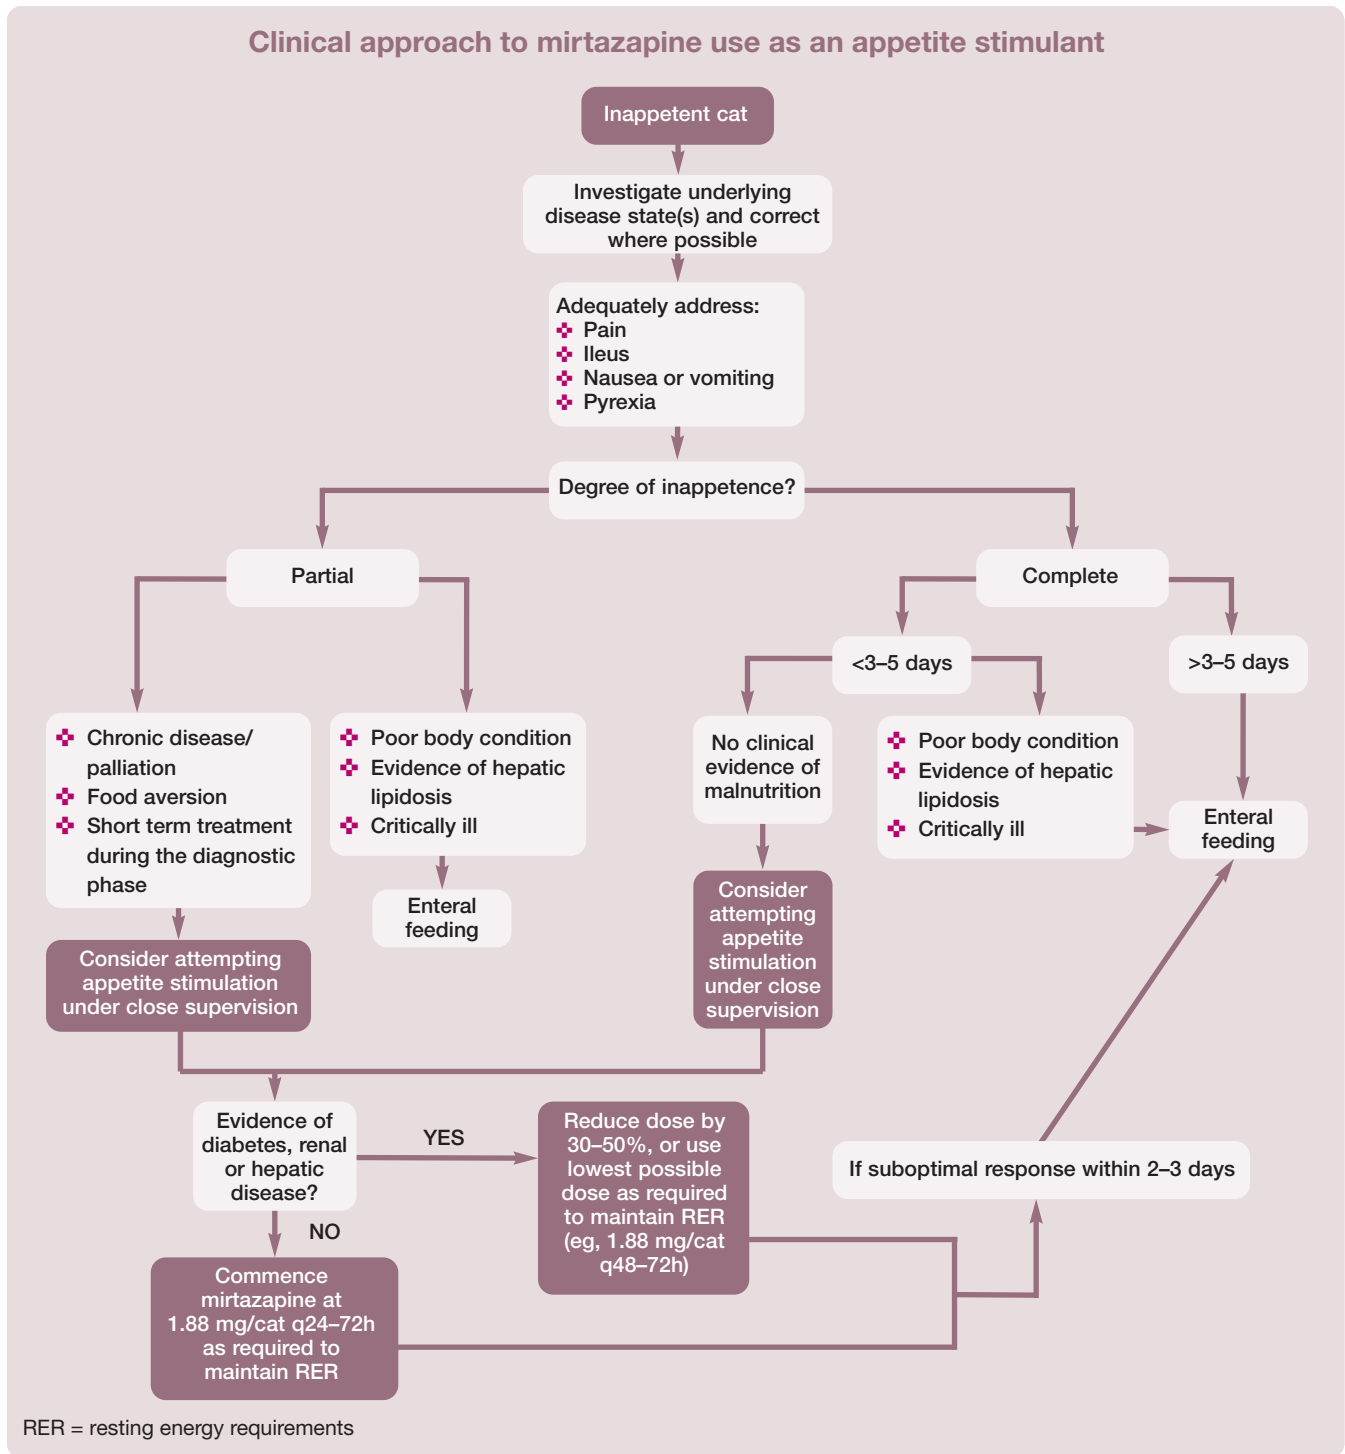 Clinical approach to mirtazapine use as an appetite stimulant
Inappetent cat
Investigate underlying
disease state(s) and correct
where possible
Adequately address:
Pain
Ileus
Nausea or vomiting
Pyrexia
Degree of inappetence?
Partial
Complete
<3–5 days
>3–5 days
Chronic disease/
palliation
Food aversion
Short term treatment
during the diagnostic
phase
Poor body condition
Evidence of hepatic
lipidosis
Critically ill
No clinical
evidence of
malnutrition
Poor body condition
Evidence of hepatic
lipidosis
Critically ill
Enteral
feeding
Enteral
feeding
Consider attempting
appetite stimulation
under close supervision
Consider
attempting
appetite
stimulation
under close
supervision
Evidence of
diabetes, renal
or hepatic
disease?
YES
Reduce dose by
30–50%, or use
lowest possible
dose as required
to maintain RER
(eg, 1.88 mg/cat
q48–72h)
If suboptimal response within 2–3 days
NO
Commence
mirtazapine at
1.88 mg/cat q24–72h
as required to
maintain RER
RER = resting energy requirements